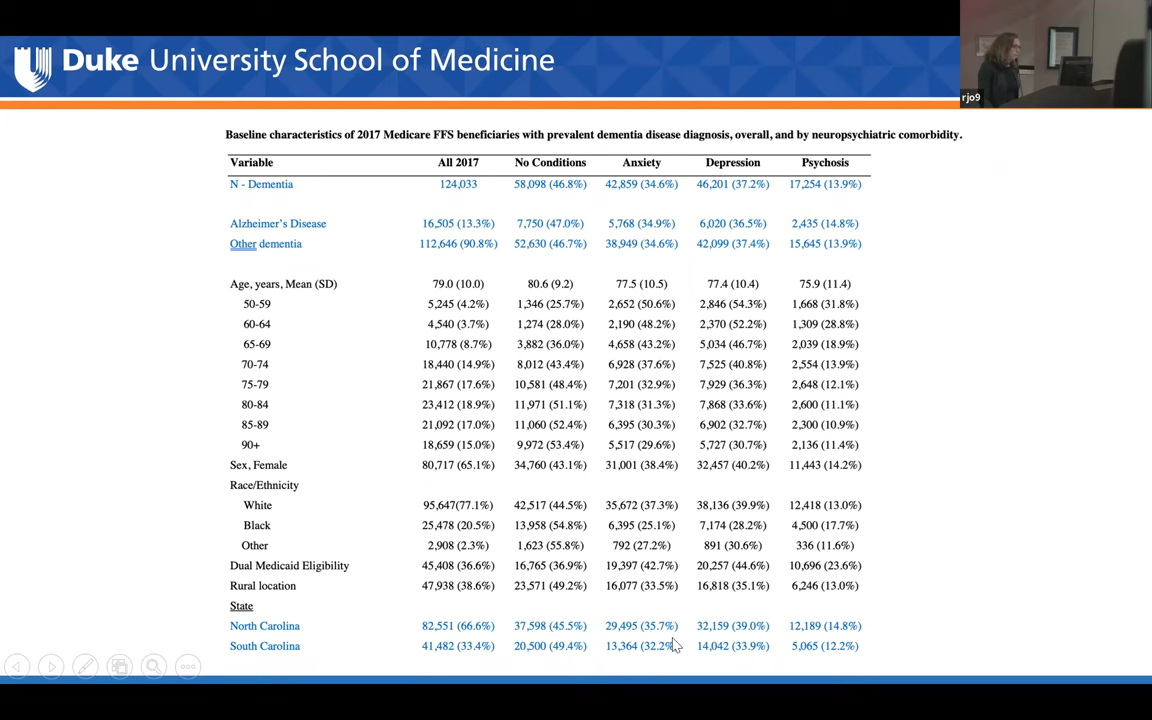 Duke University School of Medicine
rjo9
Baseline characteristics of 2017 Medicare FFS beneficiaries with prevalent dementia disease diagnosis, overall, and by neuropsychiatric comorbidity.
Variable All 2017 No Conditions Anxiety Depression Psychosis
N - Dementia 124,033 58,098 (46.8%) 42,859 (34.6%) 46,201 (37.2%) 17,254 (13.9%)
Alzheimer's Disease 16,505 (13.3%) 7,750 (47.0%) 5,768 (34.9%) 6,020 (36.5%) 2,435 (14.8%)
Other dementia 112,646 (90.8%) 52,630 (46.7%) 38,949 (34.6%) 42,099 (37.4%) 15,645 (13.9%)
Age, years, Mean (SD) 79.0 (10.0) 80.6 (9.2) 77.5 (10.5) 77.4 (10.4) 75.9 (11.4)
50-59 5,245 (4.2%) 1,346 (25.7%) 2,652 (50.6%) 2,846 (54.3%) 1,668 (31.8%)
60-64 4,540 (3.7%) 1,274 (28.0%) 2,190 (48.2%) 2,370 (52.2%) 1,309 (28.8%)
65-69 10,778 (8.7%) 3,882 (36.0%) 4,658 (43.2%) 5,034 (46.7%) 2,039 (18.9%)
70-74 18,440 (14.9%) 8,012 (43.4%) 6,928 (37.6%) 7,525 (40.8%) 2,554 (13.9%)
75-79 21,867 (17.6%) 10,581 (48.4%) 7,201 (32.9%) 7,929 (36.3%) 2,648 (12.1%)
80-84 23,412 (18.9%) 11,971 (51.1%) 7,318 (31.3%) 7,868 (33.6%) 2,600 (11.1%)
85-89 21,092 (17.0%) 11,060 (52.4%) 6,395 (30.3%) 6,902 (32.7%) 2,300 (10.9%)
90+ 18,659 (15.0%) 9,972 (53.4%) 5,517 (29.6%) 5,727 (30.7%) 2,136 (11.4%)
Sex, Female 80,717 (65.1%) 34,760 (43.1%) 31,001 (38.4%) 32,457 (40.2%) 11,443 (14.2%)
Race/Ethnicity
White 95,647(77.1%) 42,517 (44.5%) 35,672 (37.3%) 38,136 (39.9%) 12,418 (13.0%)
Black 25,478 (20.5%) 13,958 (54.8%) 6,395 (25.1%) 7,174 (28.2%) 4,500 (17.7%)
Other 2,908 (2.3%) 1,623 (55.8%) 792 (27.2%) 891 (30.6%) 336 (11.6%)
Dual Medicaid Eligibility 45,408 (36.6%) 16,765 (36.9%) 19,397 (42.7%) 20,257 (44.6%) 10,696 (23.6%)
Rural location 47,938 (38.6%) 23,571 (49.2%) 16,077 (33.5%) 16,818 (35.1%) 6,246 (13.0%)
State
North Carolina 82,551 (66.6%) 37,598 (45.5%) 29,495 (35.7%) 32,159 (39.0%) 12,189 (14.8%)
South Carolina 41,482 (33.4%) 20,500 (49.4%) 13,364 (32.2% 14,042 (33.9%) 5,065 (12.2%)